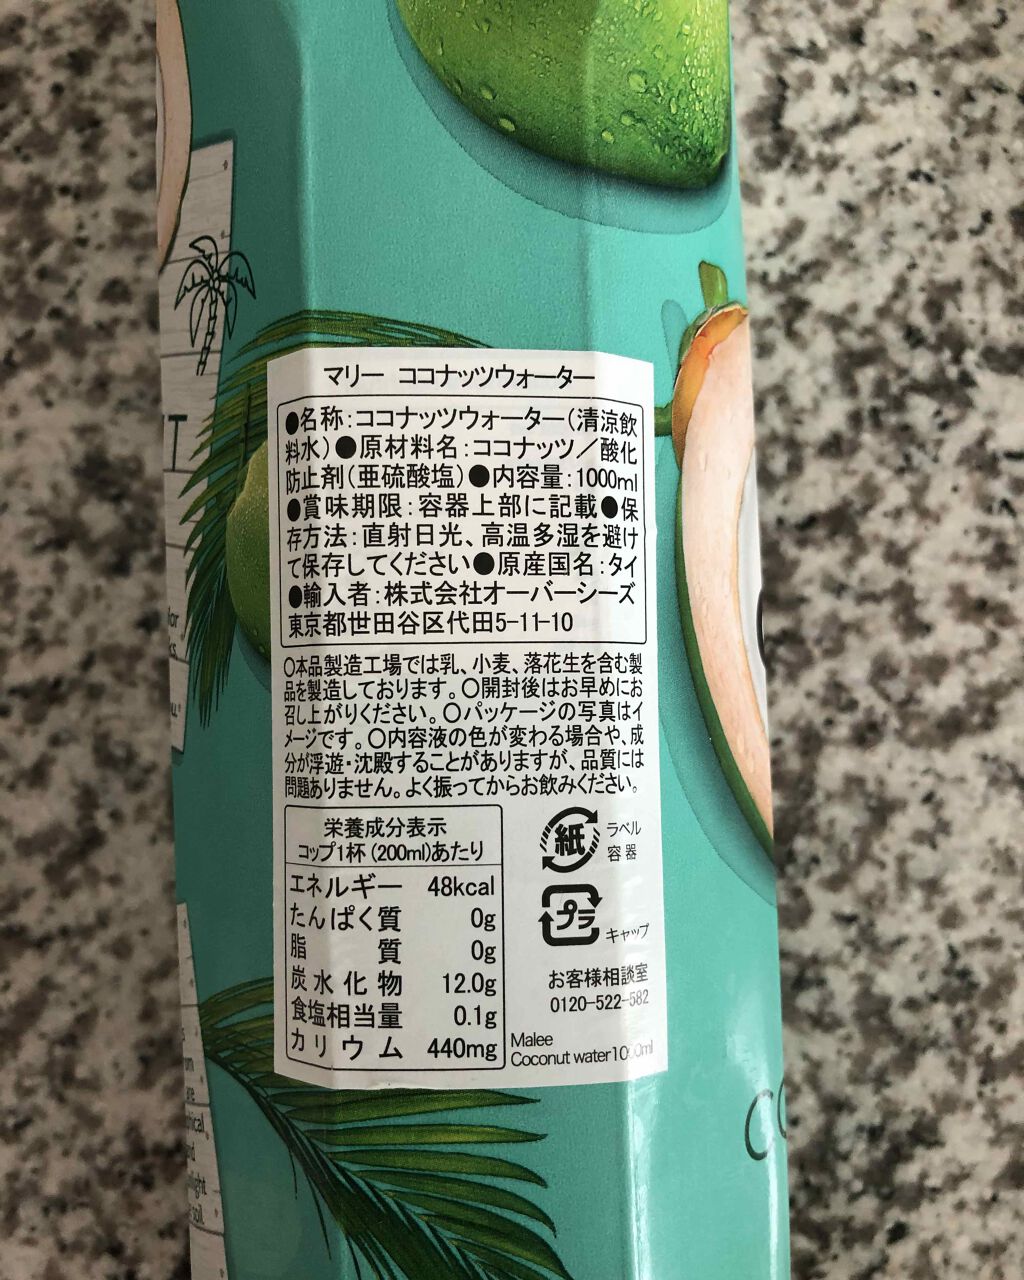 マリー ココナッツウォーター
●名称:ココナッツウォーター(清涼飲
料水)●原材料名:ココナッツ/酸化
防止剤(亜硫酸塩)●内容量:1000ml
●賞味期限:容器上部に記載●保
存方法:直射日光、高温多湿を避け
て保存してください●原産国名:タイ
●輸入者:株式会社オーバーシーズ
東京都世田谷区代田5-11-10
○本品製造工場では乳、小麦、落花生を含む製
品を製造しております。○開封後はお早めにお
召し上がりください。○パッケージの写真はイ
メージです。○内容液の色が変わる場合や、成
分が浮遊・沈殿することがありますが、品質には
問題ありません。よく振ってからお飲みください。
栄養成分表示
コップ1杯(200ml)あたり
エネルギー 48kcal
たんぱく質 0g
脂質 0g
炭水化物 12.0g
食塩相当量 0.1g
カリウム 440mg
紙
ラベル
容器
プラ
キャップ
お客様相談室
0120-522-582
Malee
Coconut water1000ml